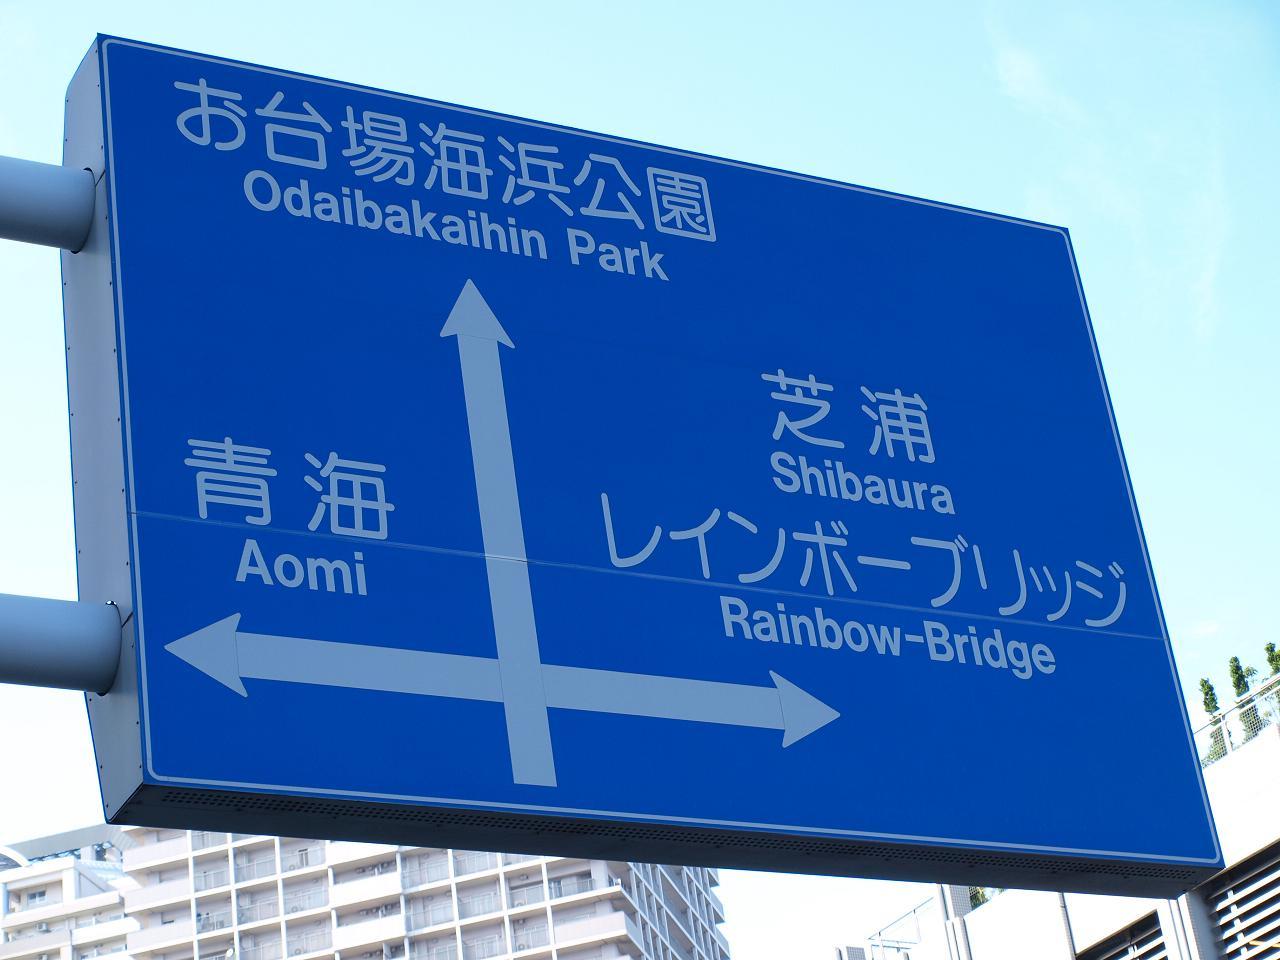 お台場海浜公園
Odaibakaihin Park
芝浦
Shibaura
青海
Aomi
レインボーブリッジ
Rainbow-Bridge